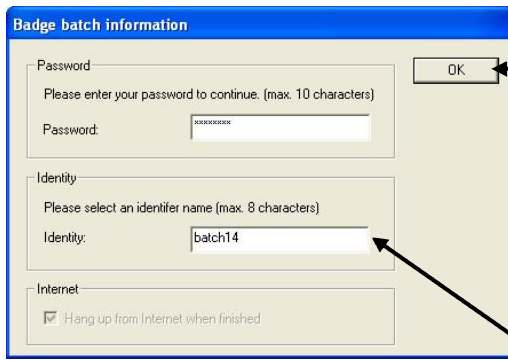 Badge batch information
Password
OK
Please enter your password to continue. (max. 10 characters)
Password: xxxxxxxx
Identity
Please select an identifer name (max. 8 characters)
Identity: batch14
Internet
Hang up from Internet when finished